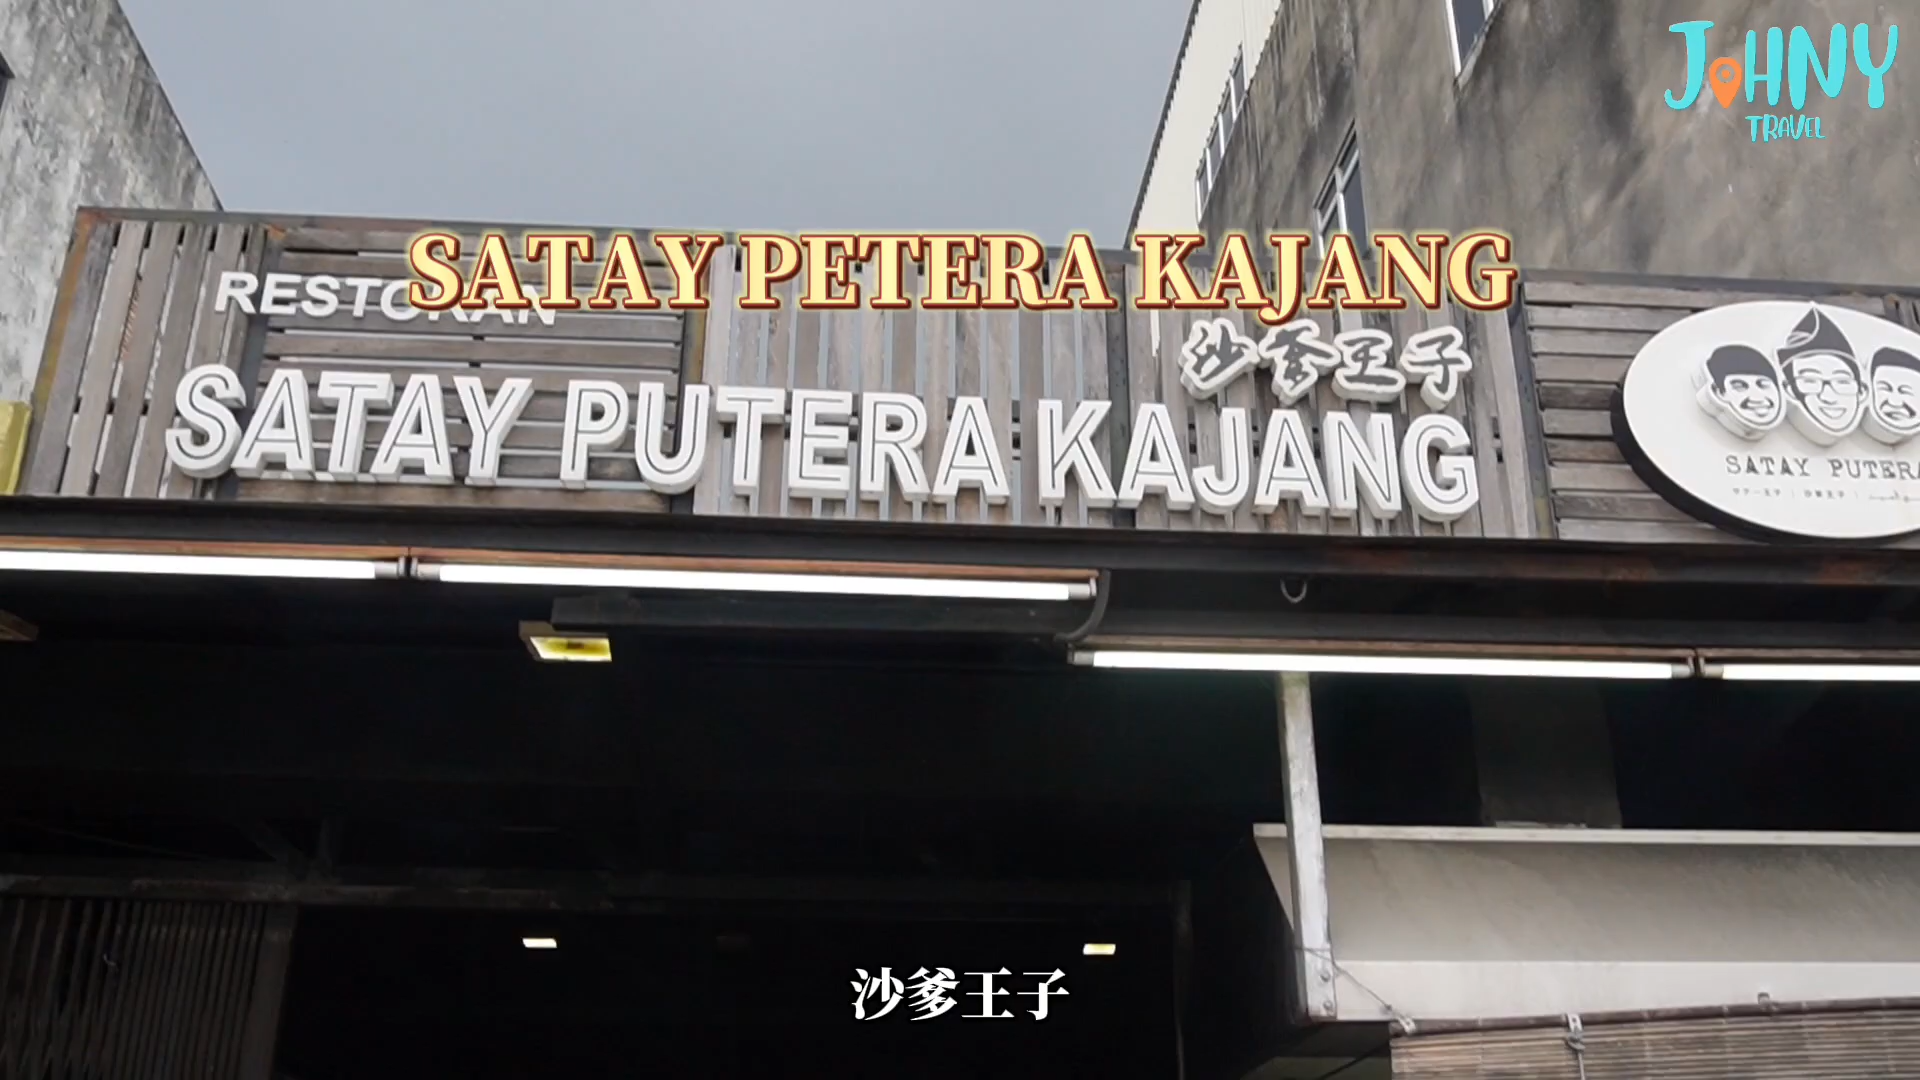 JOHNY
TRAVEL
SATAY PETERA KAJANG
RESTORAN
沙爹王子
SATAY PUTERA KAJANG
SATAY PUTERA
沙爹王子